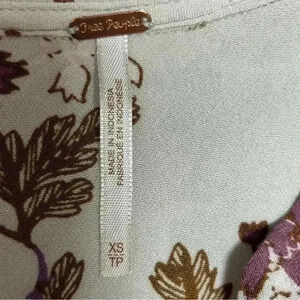 Free People
MADE IN INDONESIA
FABRIQUÉ EN INDONÉSIE
XS
TP